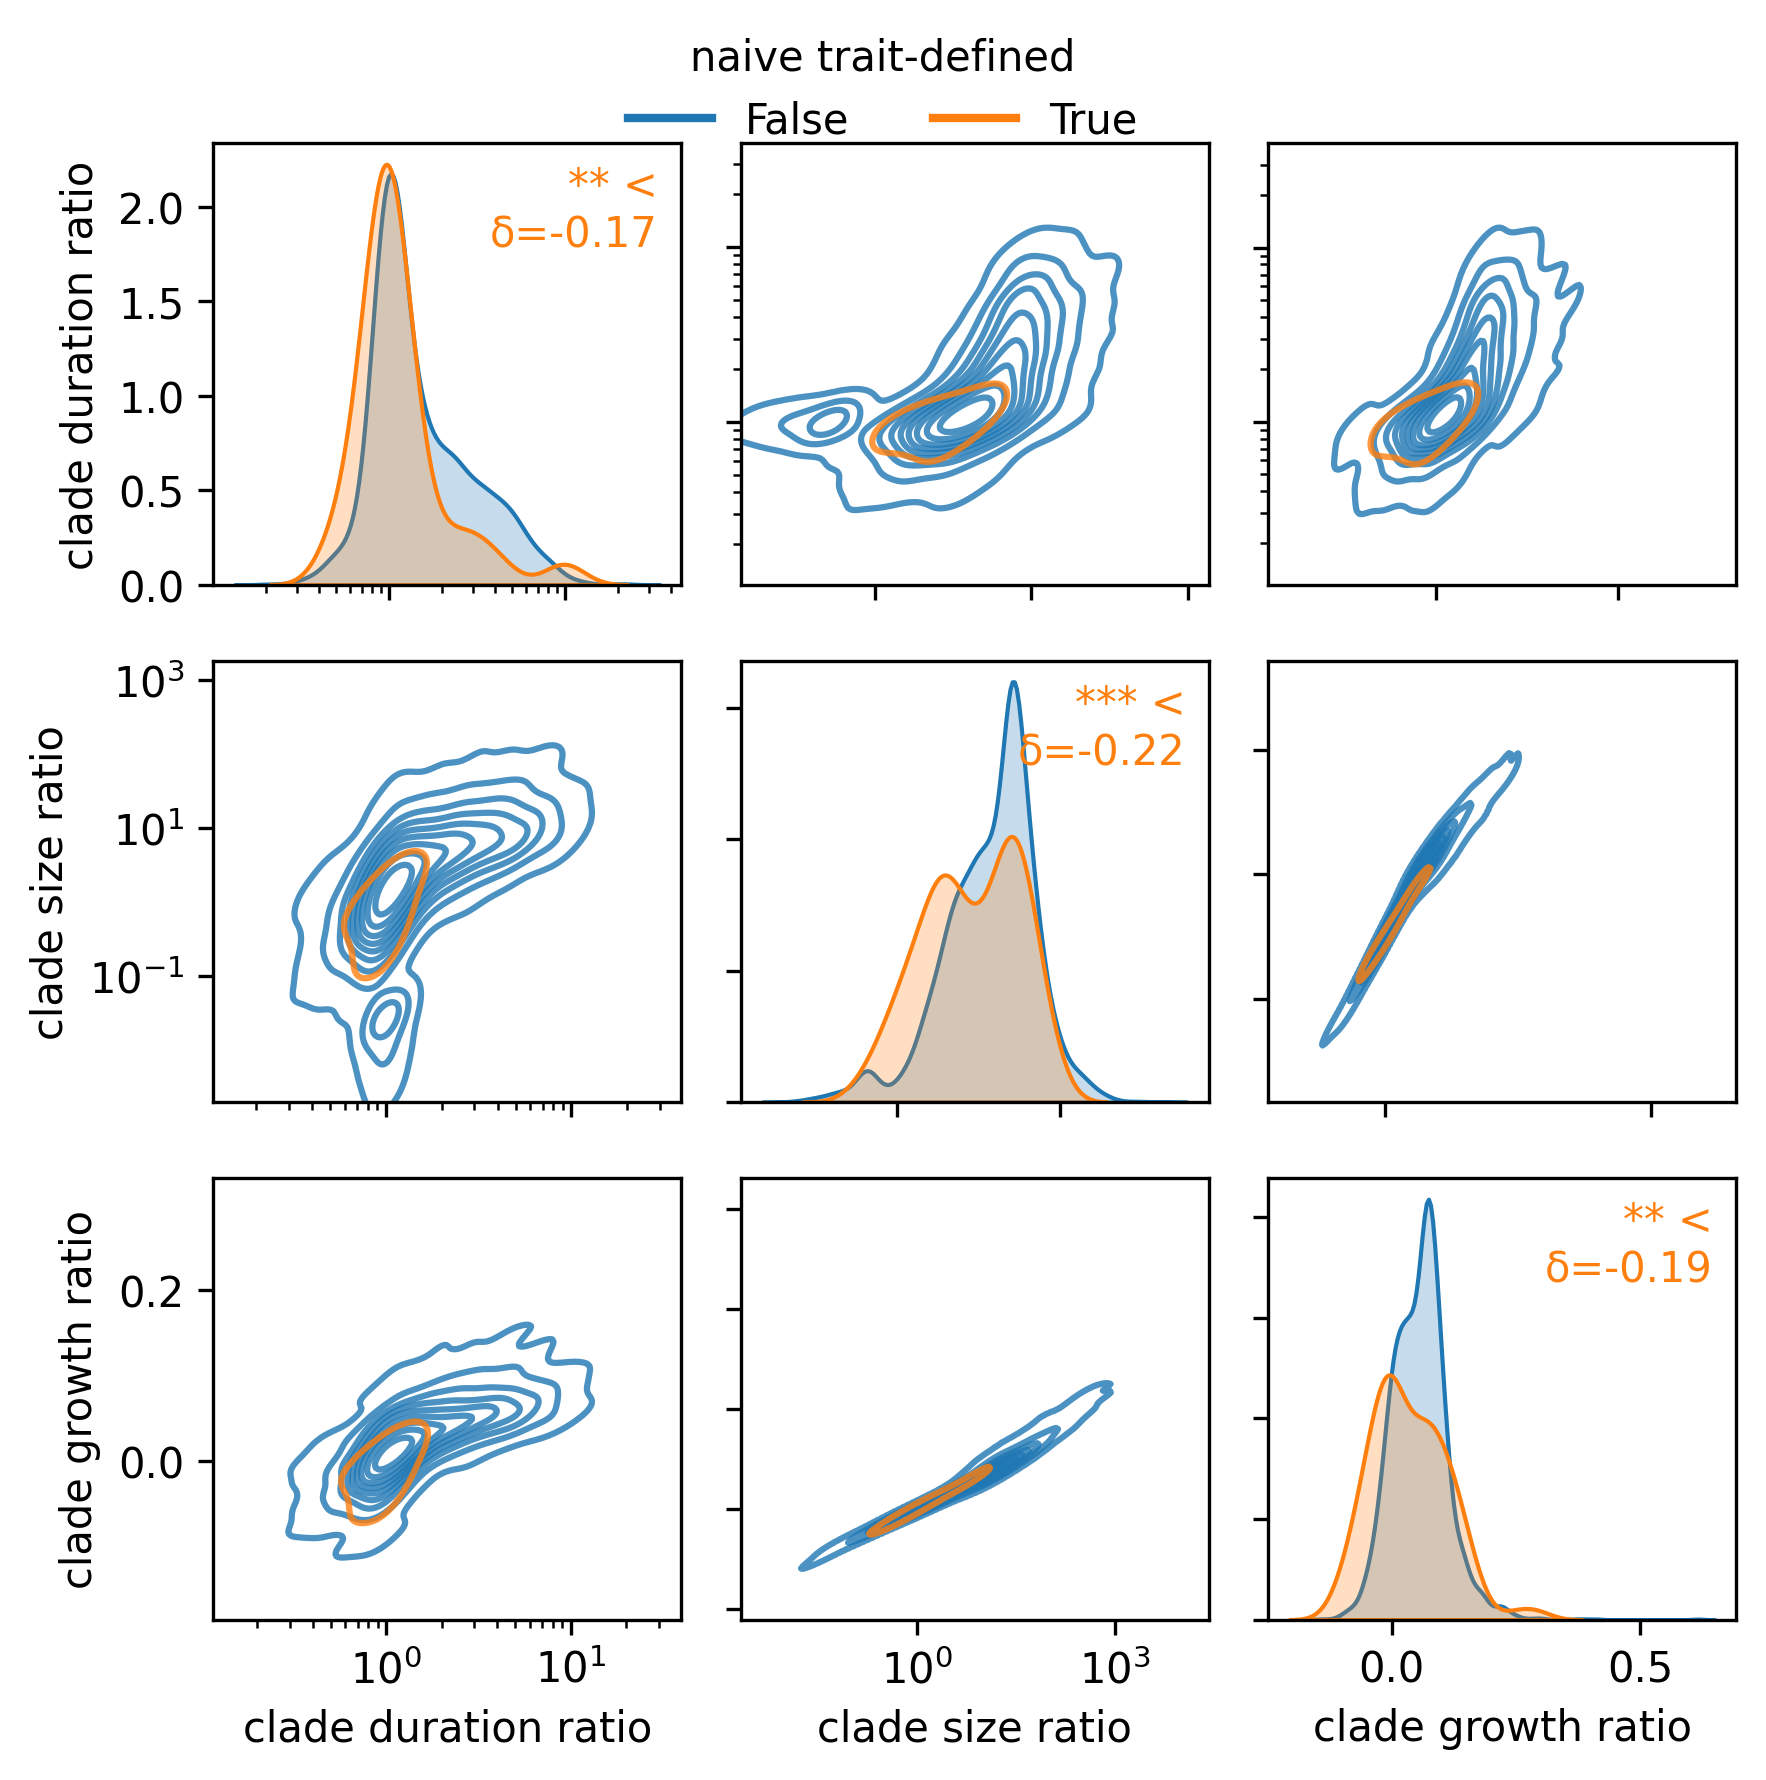 naive trait-defined
False True
clade duration ratio
2.0
1.5
1.0
0.5
0.0
** <
δ=-0.17
clade size ratio
10³
10¹
10⁻¹
*** <
δ=-0.22
clade growth ratio
0.2
0.0
** <
δ=-0.19
10⁰ 10¹
clade duration ratio
10⁰ 10³
clade size ratio
0.0 0.5
clade growth ratio